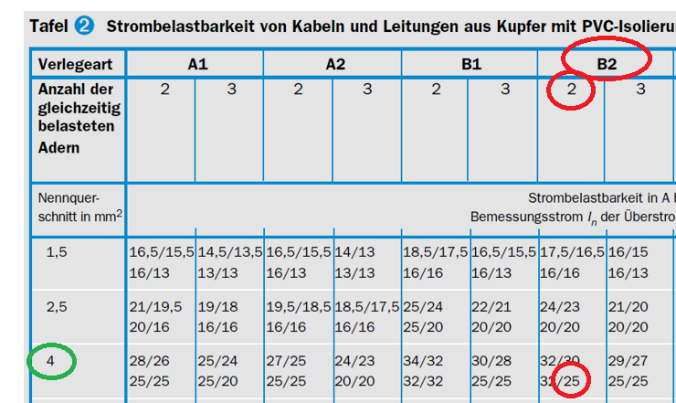 Tafel 2 Strombelastbarkeit von Kabeln und Leitungen aus Kupfer mit PVC-Isolieru
Verlegeart A1 A2 B1 B2
Anzahl der 2 3 2 3 2 3 2 3
gleichzeitig
belasteten
Adern
Nennquer- Strombelastbarkeit in A
schnitt in mm² Bemessungsstrom In der Überstro
1,5 16,5/15,5 14,5/13,5 16,5/15,5 14/13 18,5/17,5 16,5/15,5 17,5/16,5 16/15
16/13 13/13 16/13 13/13 16/16 16/13 16/16 16/13
2,5 21/19,5 19/18 19,5/18,5 18,5/17,5 25/24 22/21 24/23 21/20
20/16 16/16 16/16 16/16 25/20 20/20 20/20 20/20
4 28/26 25/24 27/25 24/23 34/32 30/28 32/30 29/27
25/25 25/20 25/25 20/20 32/32 25/25 32/25 25/25